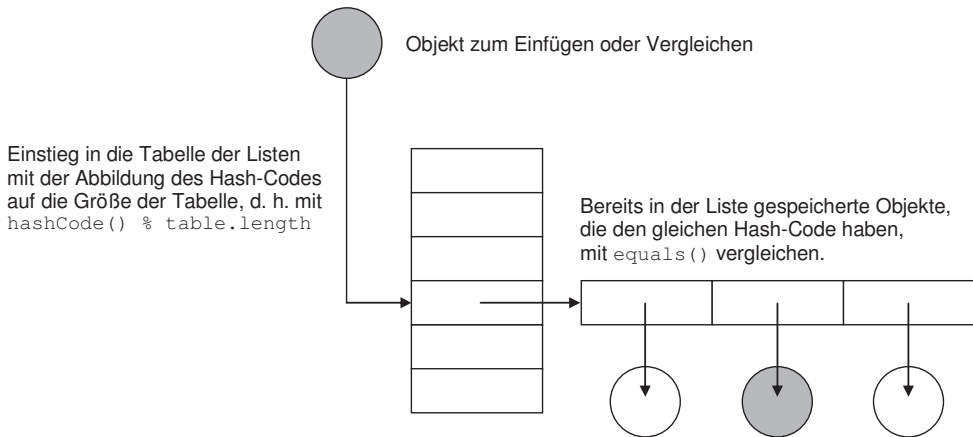 Objekt zum Einfügen oder Vergleichen
Einstieg in die Tabelle der Listen
mit der Abbildung des Hash-Codes
auf die Größe der Tabelle, d. h. mit
hashCode() % table.length
Bereits in der Liste gespeicherte Objekte,
die den gleichen Hash-Code haben,
mit equals() vergleichen.